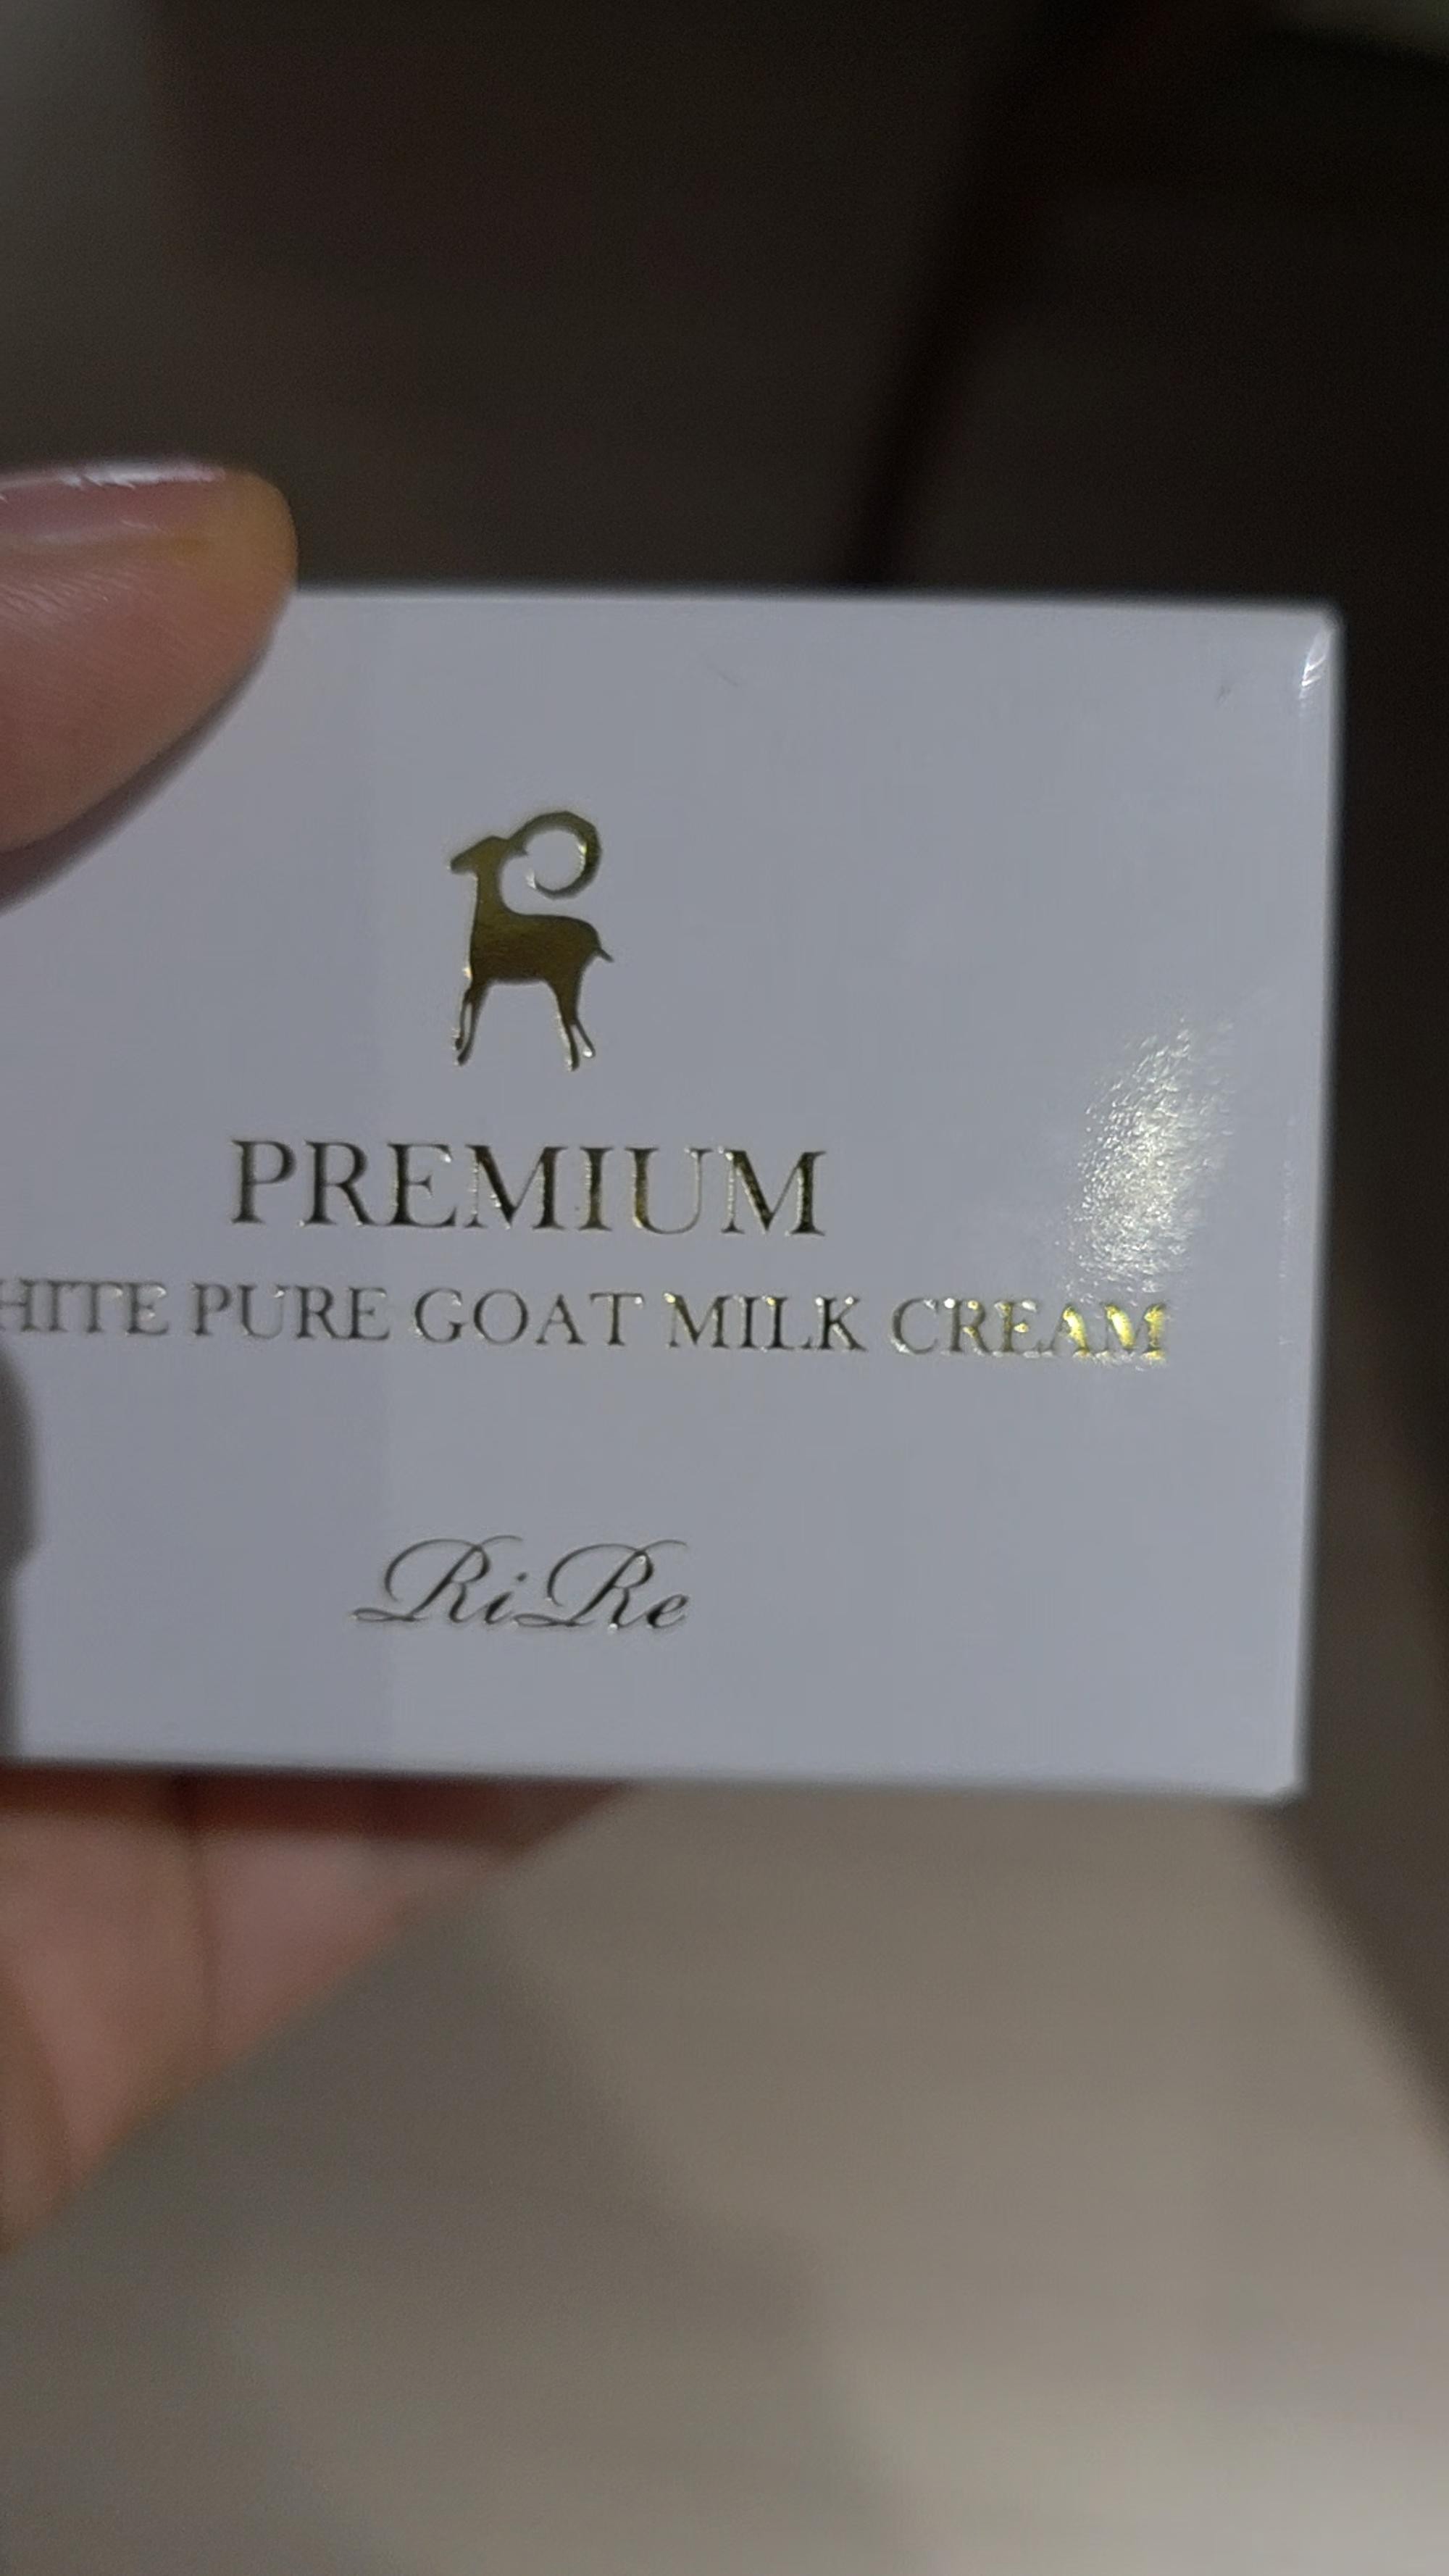 PREMIUM
HITE PURE GOAT MILK CREAM
RiRe